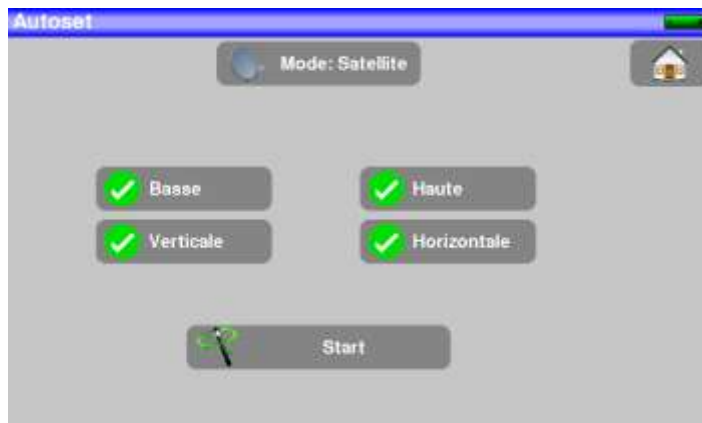 Autoset
Mode: Satellite
Basse
Haute
Verticale
Horizontale
Start